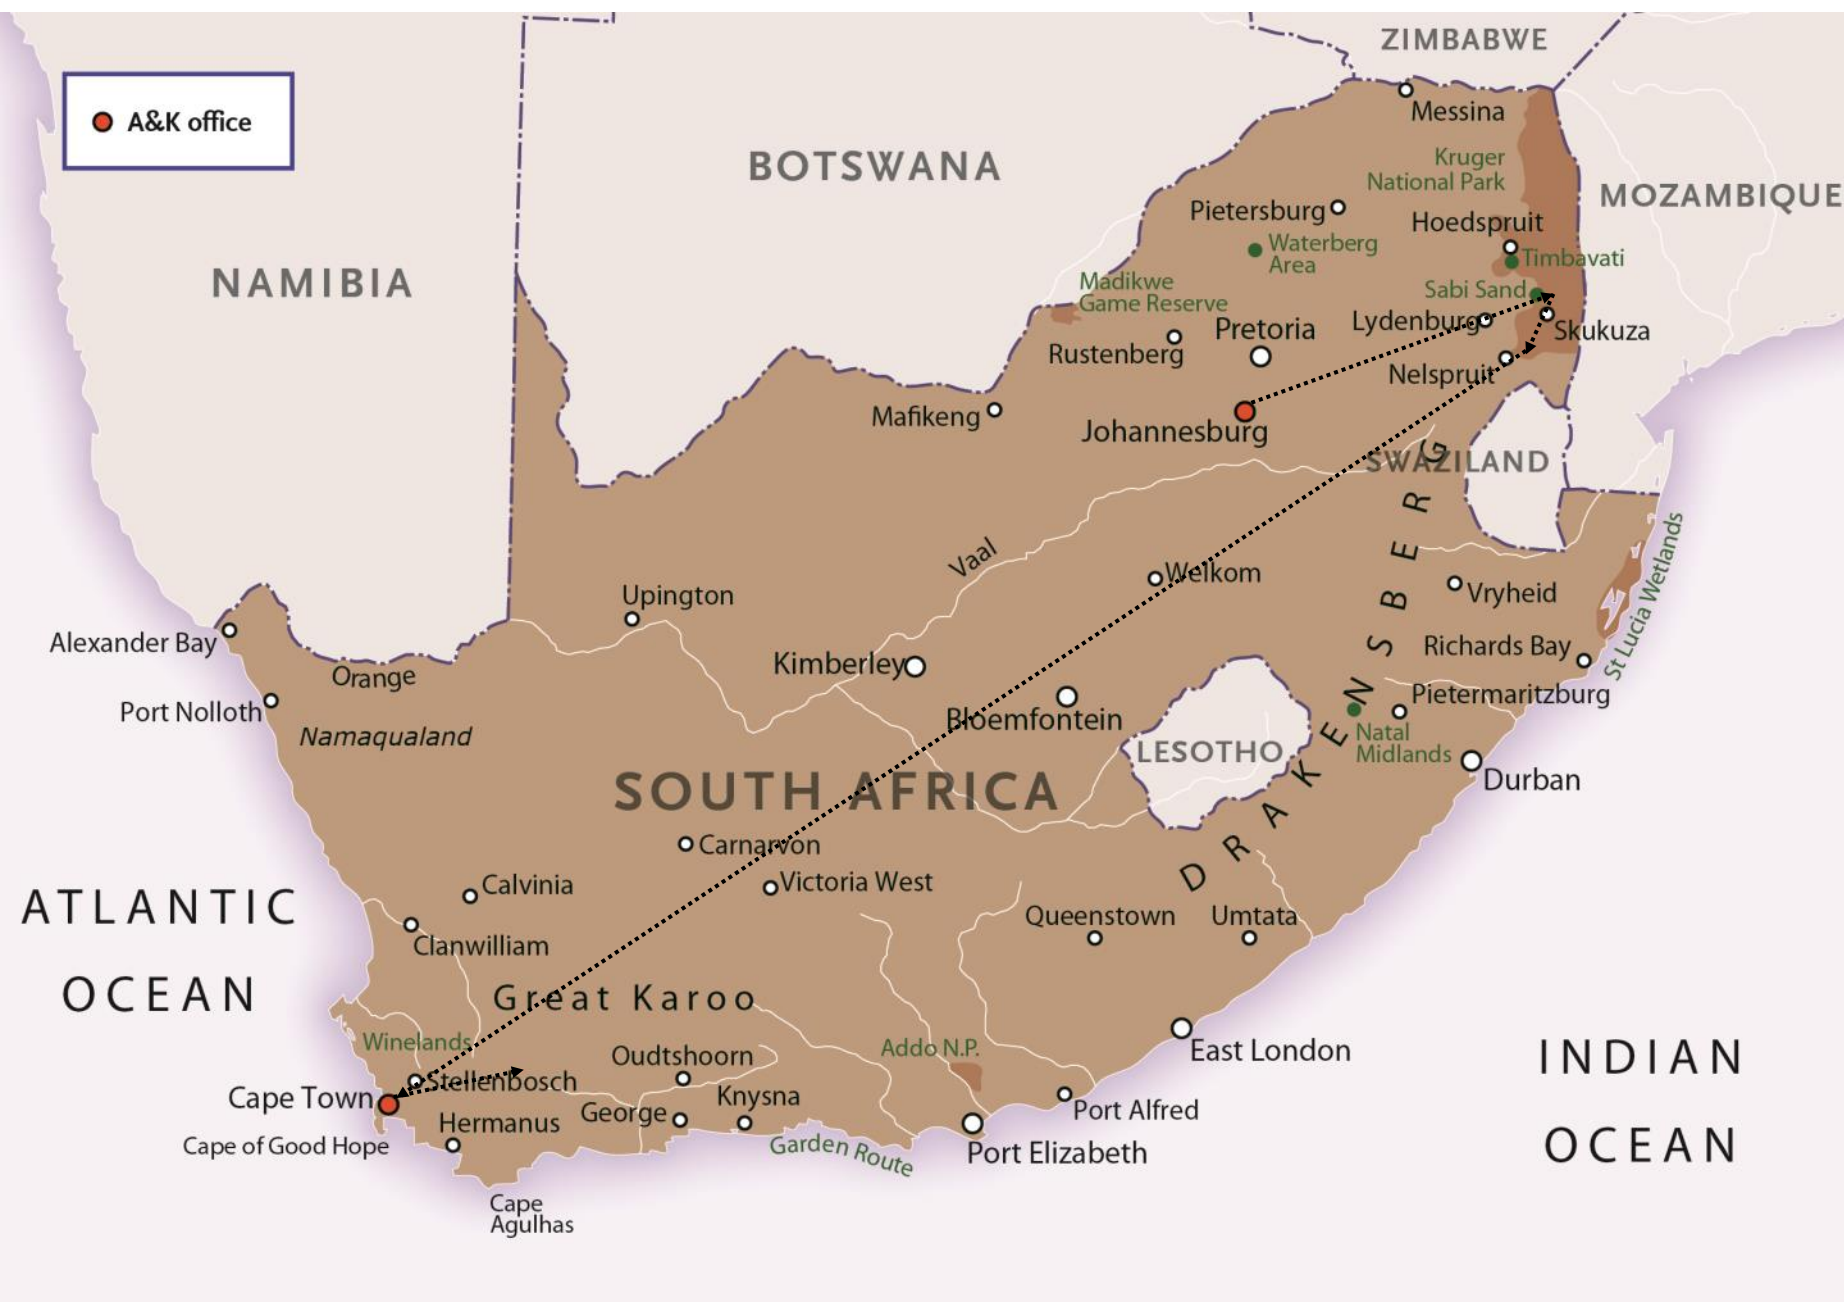 ZIMBABWE
A&K office
Messina
BOTSWANA
Kruger
National Park
MOZAMBIQUE
Pietersburg
Hoedspruit
Waterberg
Area
Timbavati
NAMIBIA
Madikwe
Game Reserve
Sabi Sand
Lydenburg
Skukuza
Pretoria
Rustenberg
Nelspruit
Mafikeng
Johannesburg
SWAZILAND
Vaal
Welkom
Upington
Vryheid
St Lucia Wetlands
Alexander Bay
Richards Bay
Kimberley
Orange
Port Nolloth
Namaqualand
Bloemfontein
Pietermaritzburg
LESOTHO
Natal
Midlands
DRAKENSBERG
Durban
SOUTH AFRICA
Carnarvon
Calvinia
Victoria West
ATLANTIC
OCEAN
Clanwilliam
Queenstown
Umtata
Great Karoo
Winelands
Oudtshoorn
Addo N.P.
East London
INDIAN
OCEAN
Stellenbosch
Cape Town
Hermanus
George
Knysna
Port Alfred
Cape of Good Hope
Garden Route
Port Elizabeth
Cape
Agulhas